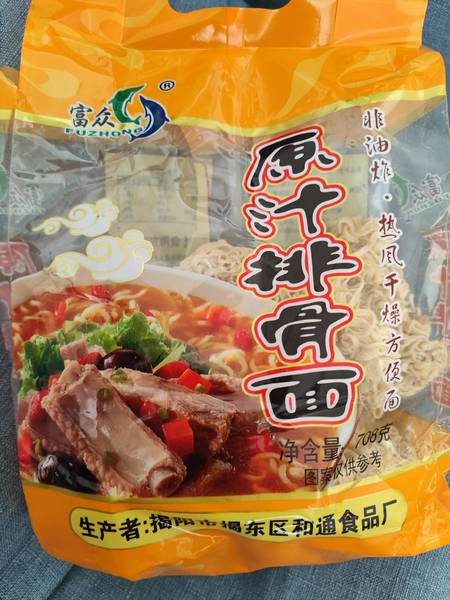 富众
®
FUZHONG
非油炸·热风干燥方便面
原汁排骨面
净含量:708克
图案仅供参考
生产者:揭阳市揭东区和通食品厂